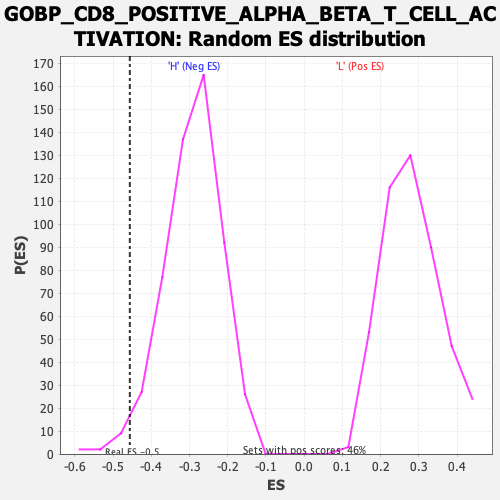 GOBP_CD8_POSITIVE_ALPHA_BETA_T_CELL_AC
TIVATION: Random ES distribution
'H' (Neg ES)
'L' (Pos ES)
170
160
150
140
130
120
110
100
90
80
70
60
50
40
30
20
10
0
P(ES)
Real ES -0.5
Sets with pos scores: 46%
-0.6 -0.5 -0.4 -0.3 -0.2 -0.1 0.0 0.1 0.2 0.3 0.4
ES